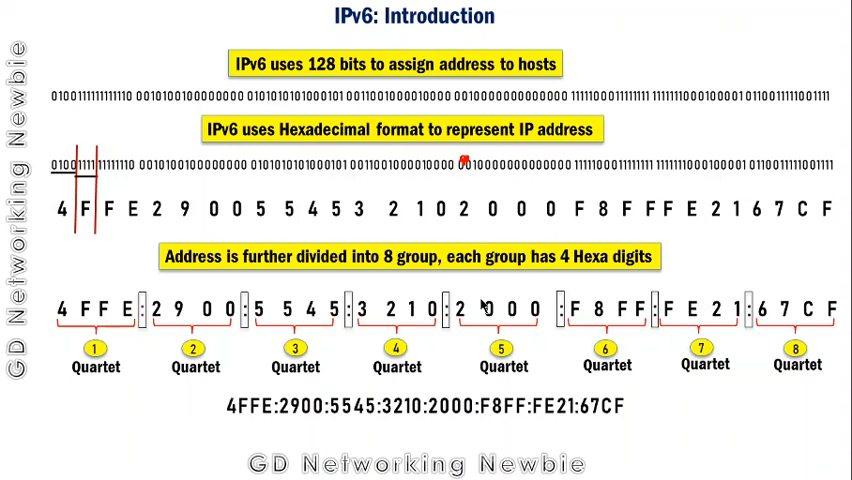 IPv6: Introduction
IPv6 uses 128 bits to assign address to hosts
0100111111111110 0010100100000000 0101010101000101 0011001000010000 0010000000000000 1111100011111111 1111111000100001 0110011111001111
IPv6 uses Hexadecimal format to represent IP address
0100111111111110 0010100100000000 0101010101000101 0011001000010000 0010000000000000 1111100011111111 1111111000100001 0110011111001111
4 F F E 2 9 0 0 5 5 4 5 3 2 1 0 2 0 0 0 F 8 F F F E 2 1 6 7 C F
Address is further divided into 8 group, each group has 4 Hexa digits
4 F F E : 2 9 0 0 : 5 5 4 5 : 3 2 1 0 : 2 0 0 0 : F 8 F F : F E 2 1 : 6 7 C F
1 2 3 4 5 6 7 8
Quartet Quartet Quartet Quartet Quartet Quartet Quartet Quartet
4FFE:2900:5545:3210:2000:F8FF:FE21:67CF
GD Networking Newbie
GD Networking Newbie